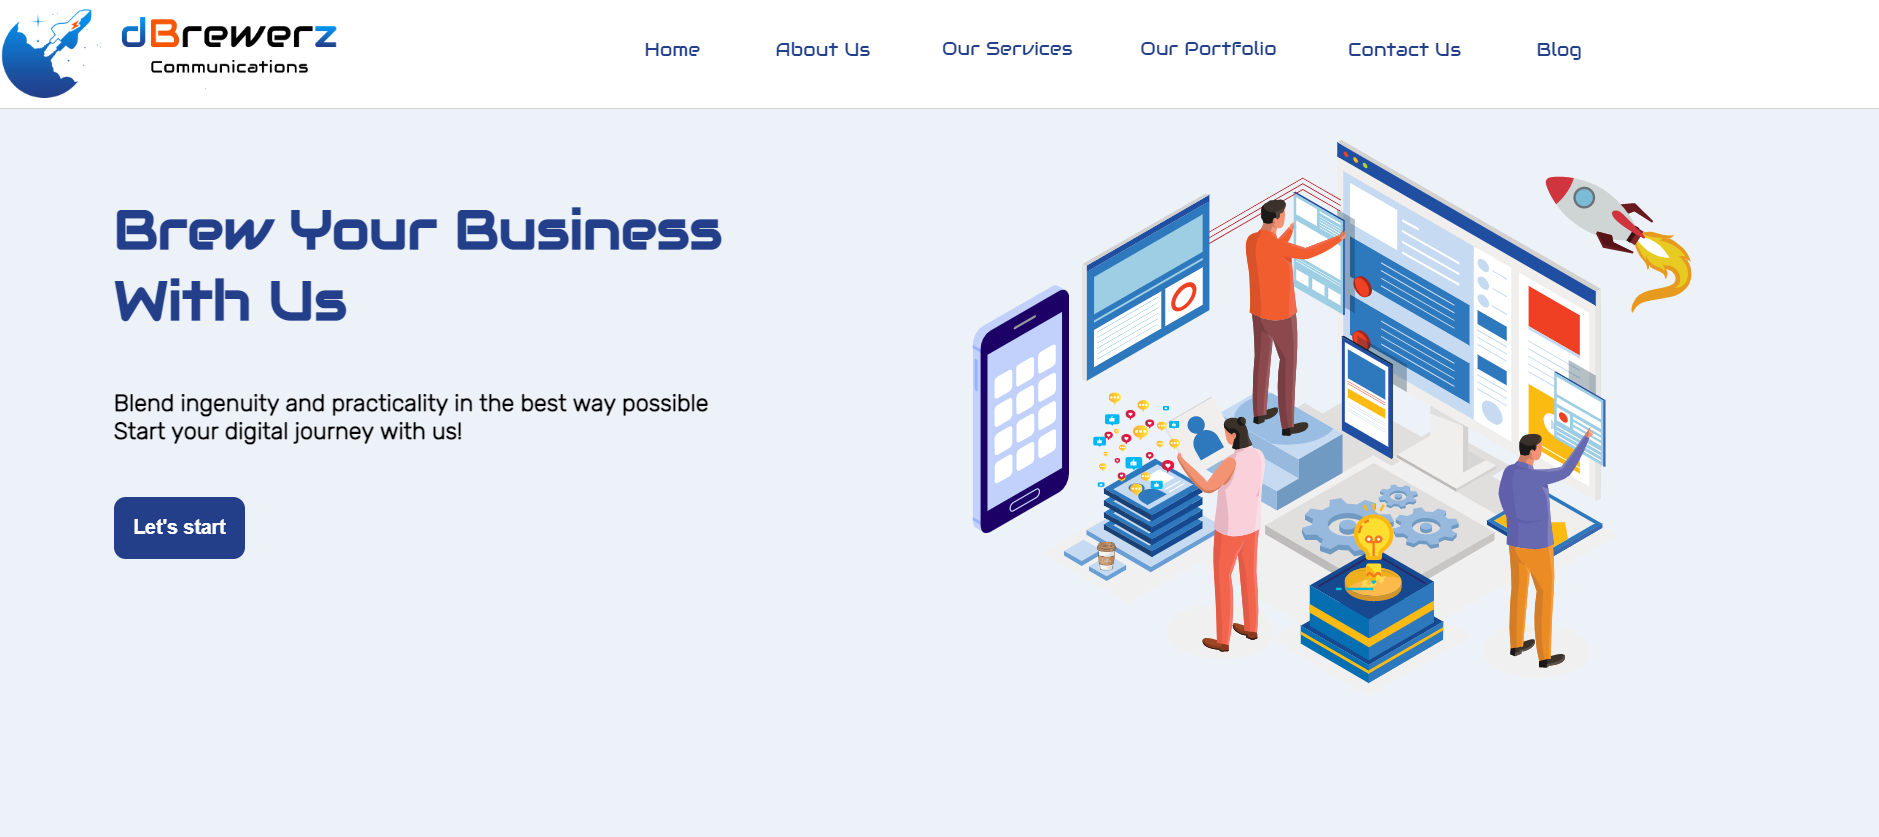 dBrewerz
Communications
Home
About Us
Our Services
Our Portfolio
Contact Us
Blog
Brew Your Business
With Us
Blend ingenuity and practicality in the best way possible
Start your digital journey with us!
Let's start